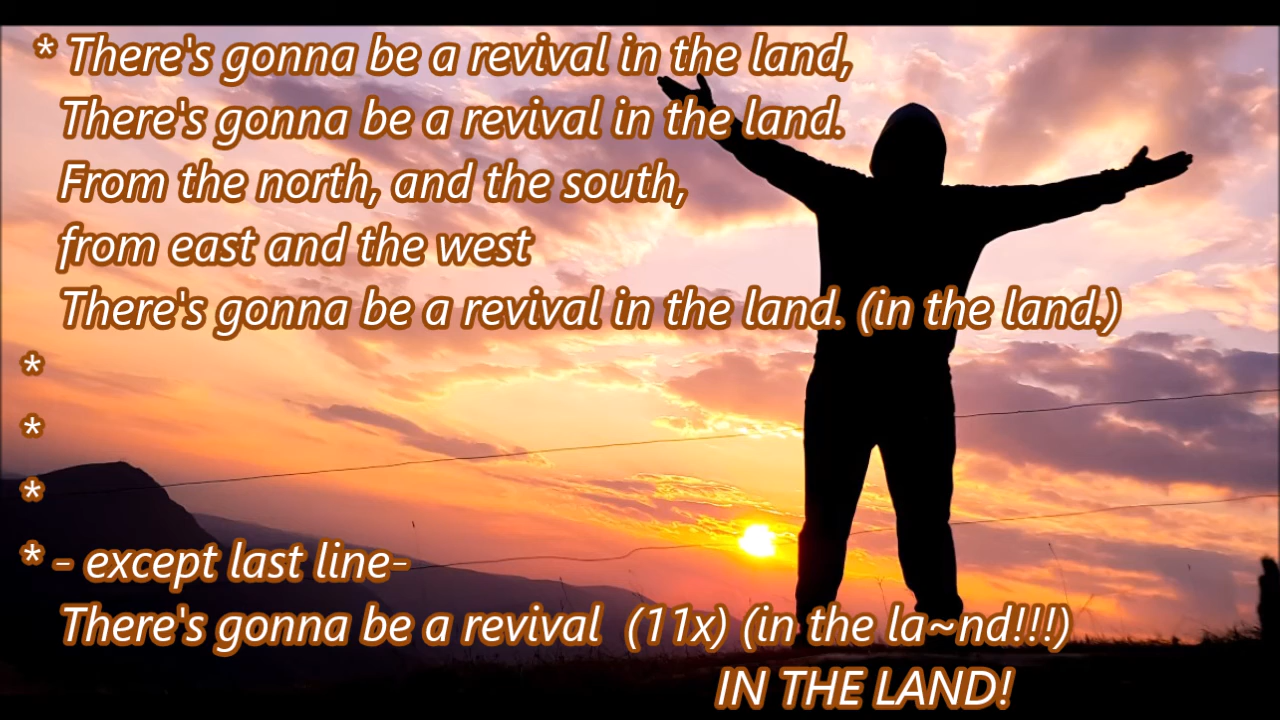 * There's gonna be a revival in the land,
There's gonna be a revival in the land.
From the north, and the south,
from east and the west
There's gonna be a revival in the land. (in the land.)
*
*
*
* - except last line-
There's gonna be a revival (11x) (in the la~nd!!!)
IN THE LAND!